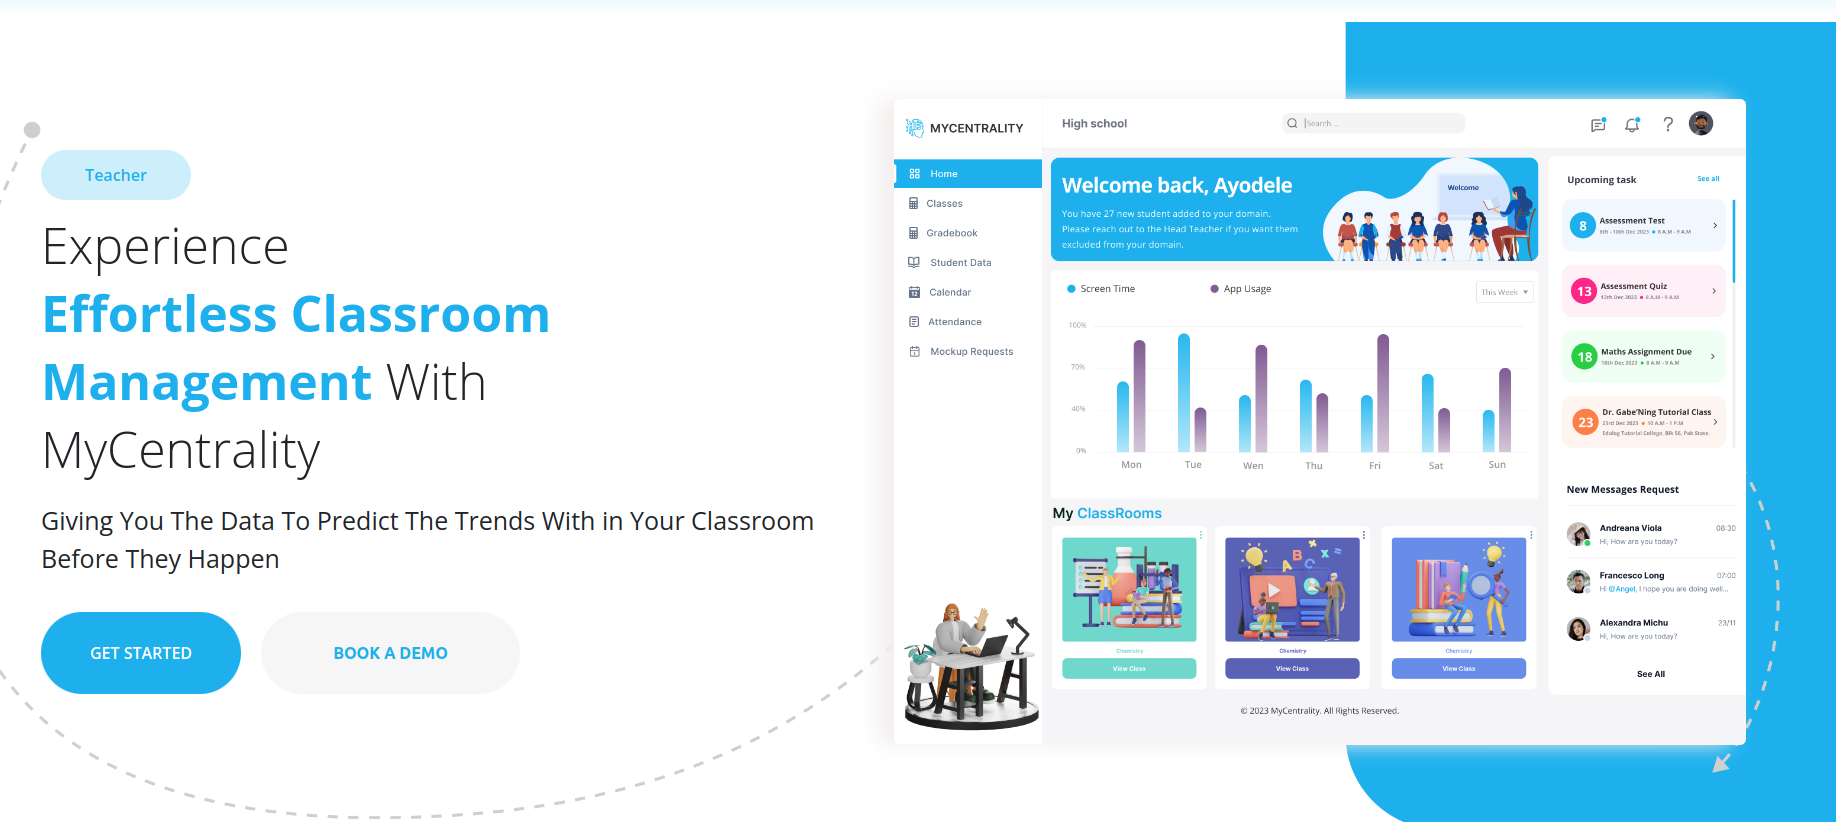 Teacher
Experience
Effortless Classroom
Management With
MyCentrality
Giving You The Data To Predict The Trends With in Your Classroom
Before They Happen
GET STARTED
BOOK A DEMO
MYCENTRALITY
Home
Classes
Gradebook
Student Data
Calendar
Attendance
Mockup Requests
High school
Search ...
Welcome back, Ayodele
You have 27 new student added to your domain.
Please reach out to the Head Teacher if you want them
excluded from your domain.
Welcome
Screen Time
App Usage
This Week
100%
70%
40%
0%
Mon Tue Wen Thu Fri Sat Sun
My ClassRooms
A B C x =
Chemistry
View Class
Chemistry
View Class
Chemistry
View Class
© 2023 MyCentrality. All Rights Reserved.
Upcoming task
See all
8
Assessment Test
8th - 10th Dec 2023 8 A.M - 9 A.M
13
Assessment Quiz
13th Dec 2023 8 A.M - 9 A.M
18
Maths Assignment Due
18th Dec 2023 8 A.M - 9 A.M
23
Dr. Gabe'Ning Tutorial Class
23rd Dec 2023 10 A.M - 1 P.M
Edulog Tutorial College, Blk 56, Pak Stats.
New Messages Request
Andreana Viola 08:30
Hi, How are you today?
Francesco Long 07:00
Hi @Angel, I hope you are doing well...
Alexandra Michu 23/11
Hi, How are you today?
See All